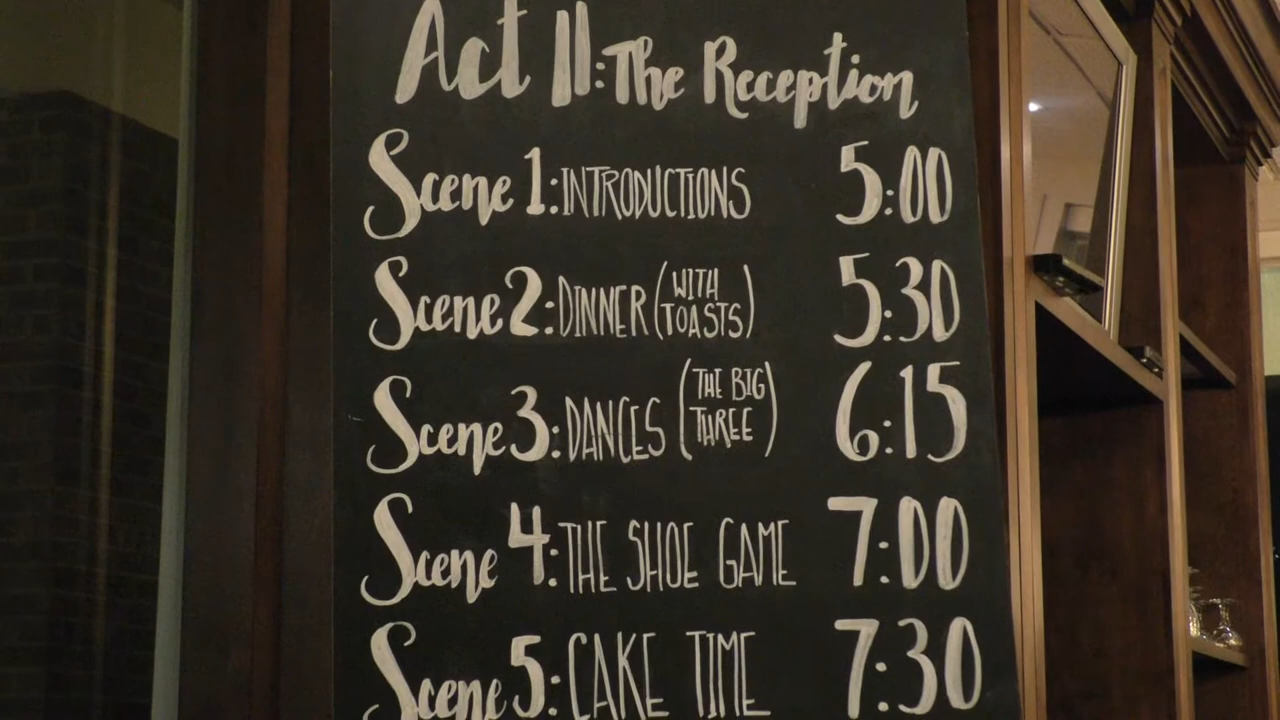 Act II: The Reception
Scene 1: INTRODUCTIONS 5:00
Scene 2: DINNER (WITH TOASTS) 5:30
Scene 3: DANCES (THE BIG THREE) 6:15
Scene 4: THE SHOE GAME 7:00
Scene 5: CAKE TIME 7:30